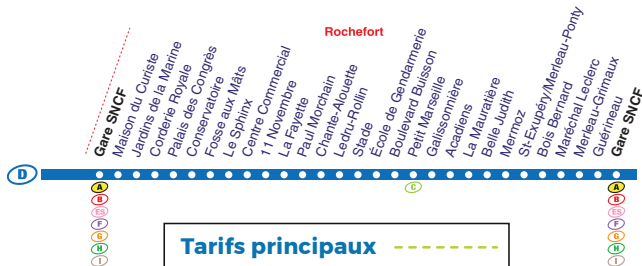 Rochefort
Gare SNCF
Maison du Curiste
Jardins de la Marine
Corderie Royale
Palais des Congrès
Conservatoire
Fosse aux Mâts
Le Sphinx
Centre Commercial
11 Novembre
La Fayette
Paul Morchain
Chante-Alouette
Ledru-Rollin
Stade
École de Gendarmerie
Boulevard Buisson
Petit Marseille
Galissonnière
Acadiens
La Mauratière
Belle Judith
Mermoz
St-Exupéry/Merleau-Ponty
Bois Bernard
Maréchal Leclerc
Merleau-Grimaux
Guérineau
Gare SNCF
D
A
B
ES
F
G
H
I
C
A
B
ES
F
G
H
I
Tarifs principaux